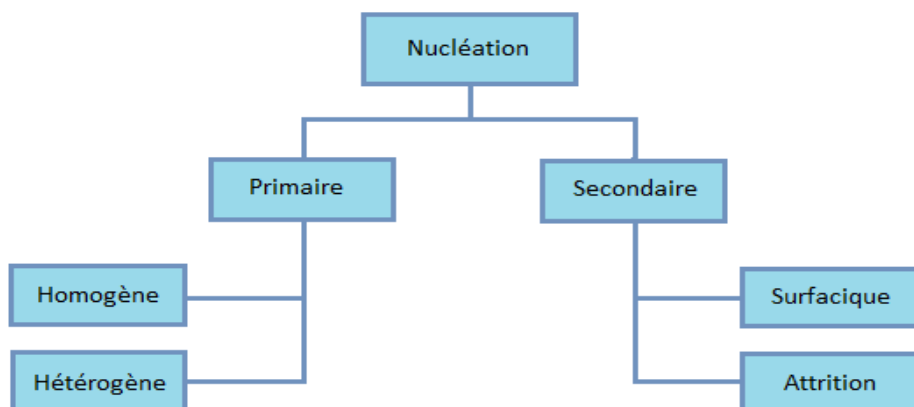 Nucléation
Primaire
Secondaire
Homogène
Surfacique
Hétérogène
Attrition